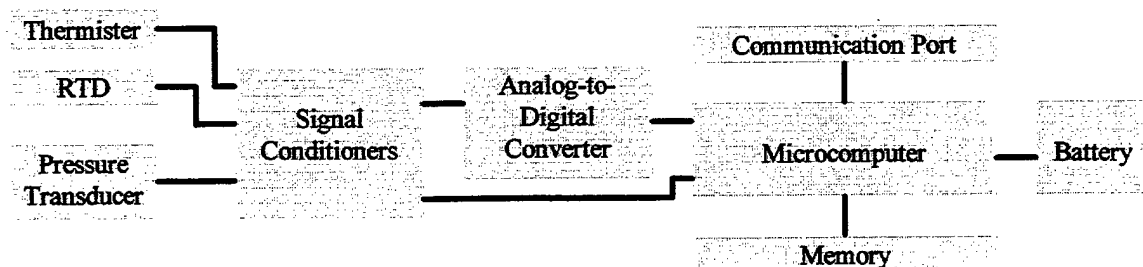 Thermister
RTD
Pressure
Transducer
Signal
Conditioners
Analog-to-
Digital
Converter
Communication Port
Microcomputer
Memory
Battery